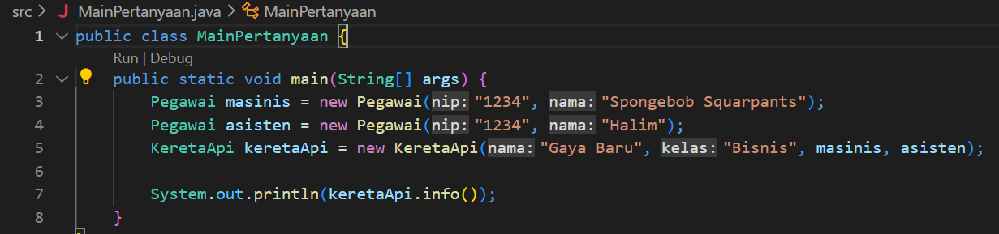 src > MainPertanyaan.java > MainPertanyaan
1 public class MainPertanyaan {
Run | Debug
2 public static void main(String[] args) {
3 Pegawai masinis = new Pegawai(nip:"1234", nama:"Spongebob Squarpants");
4 Pegawai asisten = new Pegawai(nip:"1234", nama:"Halim");
5 KeretaApi keretaApi = new KeretaApi(nama:"Gaya Baru", kelas:"Bisnis", masinis, asisten);
6
7 System.out.println(keretaApi.info());
8 }